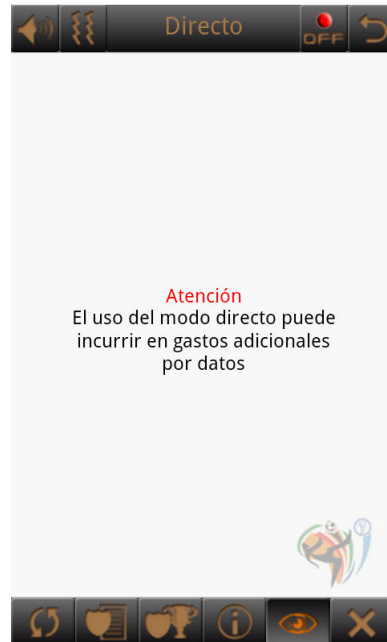 Directo
OFF
Atención
El uso del modo directo puede
incurrir en gastos adicionales
por datos